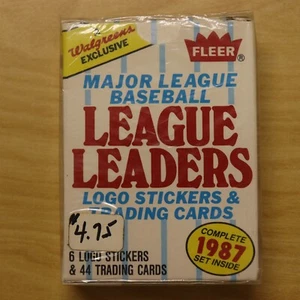 Walgreens
EXCLUSIVE
FLEER®
MAJOR LEAGUE
BASEBALL
LEAGUE
LEADERS
LOGO STICKERS &
TRADING CARDS
4.75
6 LOGO STICKERS
& 44 TRADING CARDS
COMPLETE
1987
SET INSIDE